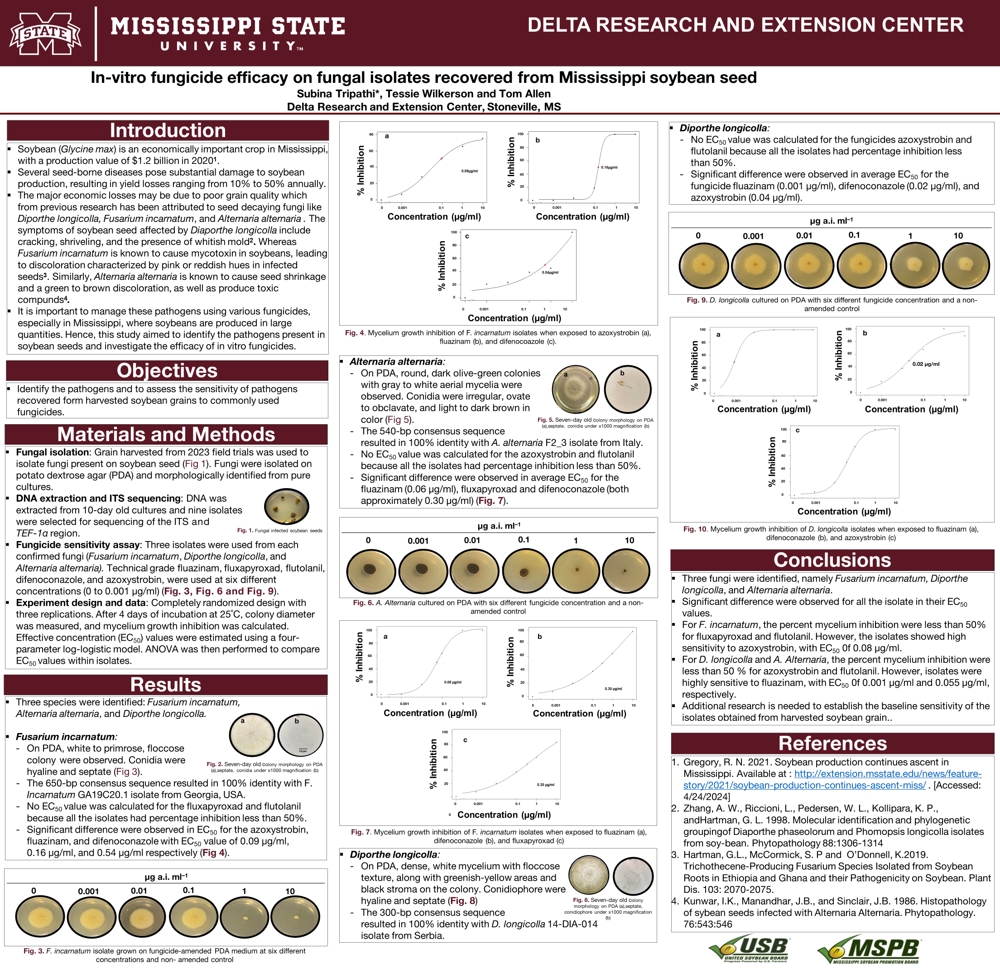 STATE
MISSISSIPPI STATE
UNIVERSITY™
DELTA RESEARCH AND EXTENSION CENTER
In-vitro fungicide efficacy on fungal isolates recovered from Mississippi soybean seed
Subina Tripathi*, Tessie Wilkerson and Tom Allen
Delta Research and Extension Center, Stoneville, MS
Introduction
▪ Soybean (Glycine max) is an economically important crop in Mississippi,
with a production value of $1.2 billion in 2020¹.
▪ Several seed-borne diseases pose substantial damage to soybean
production, resulting in yield losses ranging from 10% to 50% annually.
▪ The major economic losses may be due to poor grain quality which
from previous research has been attributed to seed decaying fungi like
Diporthe longicolla, Fusarium incarnatum, and Alternaria alternaria . The
symptoms of soybean seed affected by Diaporthe longicolla include
cracking, shriveling, and the presence of whitish mold². Whereas
Fusarium incarnatum is known to cause mycotoxin in soybeans, leading
to discoloration characterized by pink or reddish hues in infected
seeds³. Similarly, Alternaria alternaria is known to cause seed shrinkage
and a green to brown discoloration, as well as produce toxic
compunds⁴.
▪ It is important to manage these pathogens using various fungicides,
especially in Mississippi, where soybeans are produced in large
quantities. Hence, this study aimed to identify the pathogens present in
soybean seeds and investigate the efficacy of in vitro fungicides.
Objectives
▪ Identify the pathogens and to assess the sensitivity of pathogens
recovered form harvested soybean grains to commonly used
fungicides.
Materials and Methods
▪ Fungal isolation: Grain harvested from 2023 field trials was used to
isolate fungi present on soybean seed (Fig 1). Fungi were isolated on
potato dextrose agar (PDA) and morphologically identified from pure
cultures.
▪ DNA extraction and ITS sequencing: DNA was
extracted from 10-day old cultures and nine isolates
were selected for sequencing of the ITS and
TEF-1α region.
Fig. 1. Fungal infected soybean seeds
▪ Fungicide sensitivity assay: Three isolates were used from each
confirmed fungi (Fusarium incarnatum, Diporthe longicolla, and
Alternaria alternaria). Technical grade fluazinam, fluxapyroxad, flutolanil,
difenoconazole, and azoxystrobin, were used at six different
concentrations (0 to 0.001 µg/ml) (Fig. 3, Fig. 6 and Fig. 9).
▪ Experiment design and data: Completely randomized design with
three replications. After 4 days of incubation at 25°C, colony diameter
was measured, and mycelium growth inhibition was calculated.
Effective concentration (EC50) values were estimated using a four-
parameter log-logistic model. ANOVA was then performed to compare
EC50 values within isolates.
Results
▪ Three species were identified: Fusarium incarnatum,
Alternaria alternaria, and Diporthe longicolla.
▪ Fusarium incarnatum:
- On PDA, white to primrose, floccose
colony were observed. Conidia were
hyaline and septate (Fig 3).
a
b
10 µm
Fig. 2. Seven-day old colony morphology on PDA
(a),septate, conidia under x1000 magnification (b)
- The 650-bp consensus sequence resulted in 100% identity with F.
Incarnatum GA19C20.1 isolate from Georgia, USA.
- No EC50 value was calculated for the fluxapyroxad and flutolanil
because all the isolates had percentage inhibition less than 50%.
- Significant difference were observed in EC50 for the azoxystrobin,
fluazinam, and difenoconazole with EC50 value of 0.09 µg/ml,
0.16 µg/ml, and 0.54 µg/ml respectively (Fig 4).
µg a.i. ml⁻¹
0 0.001 0.01 0.1 1 10
Fig. 3. F. incarnatum isolate grown on fungicide-amended PDA medium at six different
concentrations and non- amended control
a
% Inhibition
80
60
40
20
0
0.09µg/ml
0 0.001 0.1 1 10
Concentration (µg/ml)
b
% Inhibition
100
80
60
40
20
0
0.16µg/ml
0 0.001 0.1 1 10
Concentration (µg/ml)
c
% Inhibition
100
80
60
40
20
0
0.54µg/ml
0 0.001 0.1 1 10
Concentration (µg/ml)
Fig. 4. Mycelium growth inhibition of F. incarnatum isolates when exposed to azoxystrobin (a),
fluazinam (b), and difenocoazole (c).
▪ Alternaria alternaria:
- On PDA, round, dark olive-green colonies
with gray to white aerial mycelia were
observed. Conidia were irregular, ovate
to obclavate, and light to dark brown in
color (Fig 5).
a
b
Fig. 5. Seven-day old colony morphology on PDA
(a),septate, conidia under x1000 magnification (b)
- The 540-bp consensus sequence
resulted in 100% identity with A. alternaria F2_3 isolate from Italy.
- No EC50 value was calculated for the azoxystrobin and flutolanil
because all the isolates had percentage inhibition less than 50%.
- Significant difference were observed in average EC50 for the
fluazinam (0.06 µg/ml), fluxapyroxad and difenoconazole (both
approximately 0.30 µg/ml) (Fig. 7).
µg a.i. ml⁻¹
0 0.001 0.01 0.1 1 10
Fig. 6. A. Alternaria cultured on PDA with six different fungicide concentration and a non-
amended control
a
% Inhibition
100
80
60
40
20
0
0.06 µg/ml
0 0.001 0.1 1 10
Concentration (µg/ml)
b
% Inhibition
100
80
60
40
20
0
0.30 µg/ml
0 0.001 0.1 1 10
Concentration (µg/ml)
c
% Inhibition
100
80
60
40
20
0.30 µg/ml
0 0.001 0.1 1 10
0
Concentration (µg/ml)
Fig. 7. Mycelium growth inhibition of F. incarnatum isolates when exposed to fluazinam (a),
difenoconazole (b), and fluxapyroxad (c)
▪ Diporthe longicolla:
- On PDA, dense, white mycelium with floccose
texture, along with greenish-yellow areas and
black stroma on the colony. Conidiophore were
hyaline and septate (Fig. 8)
Fig. 8. Seven-day old colony
morphology on PDA (a),septate,
conidiophore under x1000 magnification
(b)
- The 300-bp consensus sequence
resulted in 100% identity with D. longicolla 14-DIA-014
isolate from Serbia.
▪ Diporthe longicolla:
- No EC50 value was calculated for the fungicides azoxystrobin and
flutolanil because all the isolates had percentage inhibition less
than 50%.
- Significant difference were observed in average EC50 for the
fungicide fluazinam (0.001 µg/ml), difenoconazole (0.02 µg/ml), and
azoxystrobin (0.04 µg/ml).
µg a.i. ml⁻¹
0 0.001 0.01 0.1 1 10
Fig. 9. D. longicolla cultured on PDA with six different fungicide concentration and a non-
amended control
a
% Inhibition
100
80
60
40
20
0
0 0.001 0.1 1 10
Concentration (µg/ml)
b
% Inhibition
100
80
60
40
20
0
0.02 µg/ml
0 0.001 0.1 1 10
Concentration (µg/ml)
c
% Inhibition
100
80
60
40
20
0
0 0.001 0.1 1 10
Concentration (µg/ml)
Fig. 10. Mycelium growth inhibition of D. longicolla isolates when exposed to fluazinam (a),
difenoconazole (b), and azoxystrobin (c)
Conclusions
▪ Three fungi were identified, namely Fusarium incarnatum, Diporthe
longicolla, and Alternaria alternaria.
▪ Significant difference were observed for all the isolate in their EC50
values.
▪ For F. incarnatum, the percent mycelium inhibition were less than 50%
for fluxapyroxad and flutolanil. However, the isolates showed high
sensitivity to azoxystrobin, with EC50 0f 0.08 µg/ml.
▪ For D. longicolla and A. Alternaria, the percent mycelium inhibition were
less than 50 % for azoxystrobin and flutolanil. However, isolates were
highly sensitive to fluazinam, with EC50 0f 0.001 µg/ml and 0.055 µg/ml,
respectively.
▪ Additional research is needed to establish the baseline sensitivity of the
isolates obtained from harvested soybean grain..
References
1. Gregory, R. N. 2021. Soybean production continues ascent in
Mississippi. Available at : http://extension.msstate.edu/news/feature-
story/2021/soybean-production-continues-ascent-miss/ . [Accessed:
4/24/2024]
2. Zhang, A. W., Riccioni, L., Pedersen, W. L., Kollipara, K. P.,
andHartman, G. L. 1998. Molecular identification and phylogenetic
groupingof Diaporthe phaseolorum and Phomopsis longicolla isolates
from soy-bean. Phytopathology 88:1306-1314
3. Hartman, G.L., McCormick, S. P and O’Donnell, K.2019.
Trichothecene-Producing Fusarium Species Isolated from Soybean
Roots in Ethiopia and Ghana and their Pathogenicity on Soybean. Plant
Dis. 103: 2070-2075.
4. Kunwar, I.K., Manandhar, J.B., and Sinclair, J.B. 1986. Histopathology
of sybean seeds infected with Alternaria Alternaria. Phytopathology.
76:543:546
USB™
UNITED SOYBEAN BOARD
Progress Powered by U.S. Farmers
MSPB™
MISSISSIPPI SOYBEAN PROMOTION BOARD